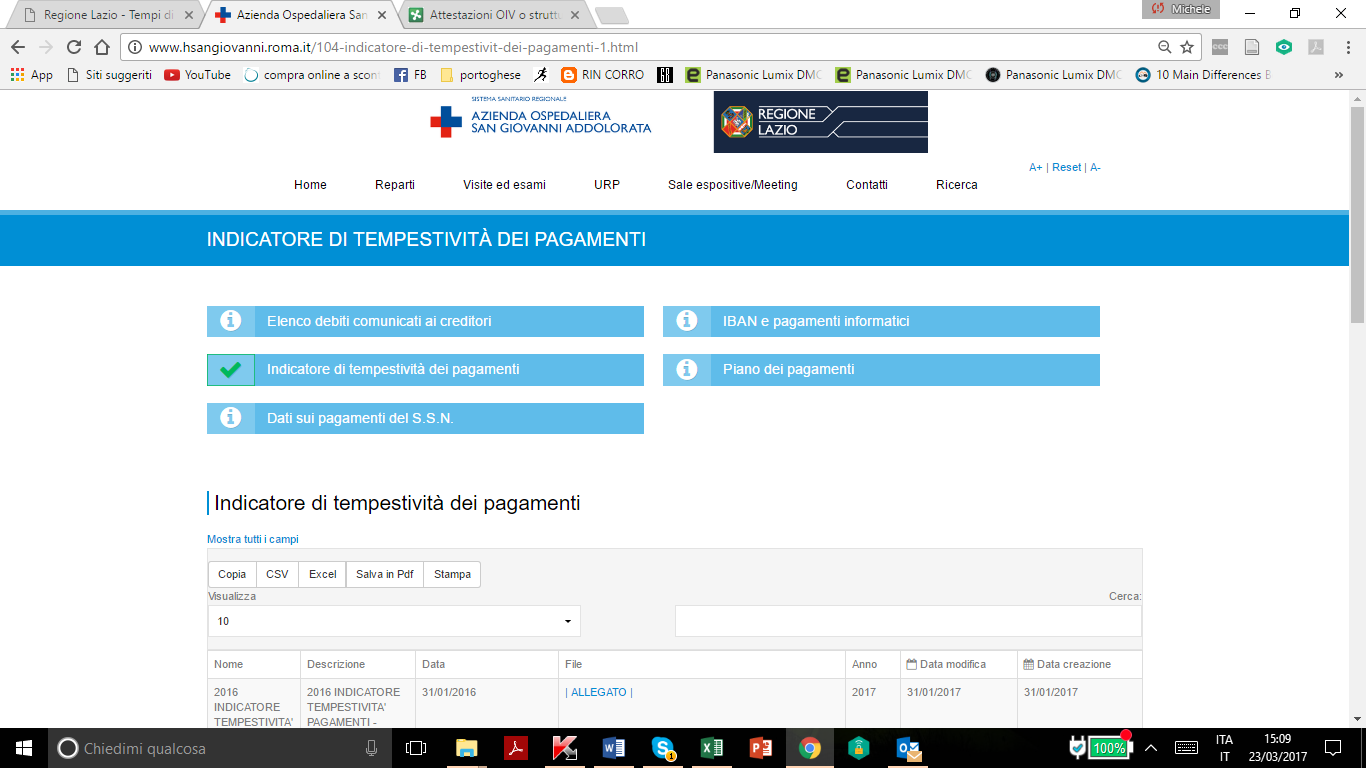 Regione Lazio - Tempi di
Azienda Ospedaliera San
Attestazioni OIV o struttu
Michele
www.hsangiovanni.roma.it/104-indicatore-di-tempestivit-dei-pagamenti-1.html
App
Siti suggeriti
YouTube
compra online a scont
FB
portoghese
RIN CORRO
Panasonic Lumix DMC
Panasonic Lumix DMC
Panasonic Lumix DMC
10 Main Differences B
»
SISTEMA SANITARIO REGIONALE
AZIENDA OSPEDALIERA
SAN GIOVANNI ADDOLORATA
REGIONE
LAZIO
A+ | Reset | A-
Home
Reparti
Visite ed esami
URP
Sale espositive/Meeting
Contatti
Ricerca
INDICATORE DI TEMPESTIVITÀ DEI PAGAMENTI
Elenco debiti comunicati ai creditori
IBAN e pagamenti informatici
Indicatore di tempestività dei pagamenti
Piano dei pagamenti
Dati sui pagamenti del S.S.N.
Indicatore di tempestività dei pagamenti
Mostra tutti i campi
Copia
CSV
Excel
Salva in Pdf
Stampa
Visualizza
Cerca:
10
Nome
Descrizione
Data
File
Anno
Data modifica
Data creazione
2016
INDICATORE
TEMPESTIVITA'
2016 INDICATORE
TEMPESTIVITA'
PAGAMENTI -
31/01/2016
| ALLEGATO |
2017
31/01/2017
31/01/2017
Chiedimi qualcosa
1
100%
ITA
IT
15:09
23/03/2017